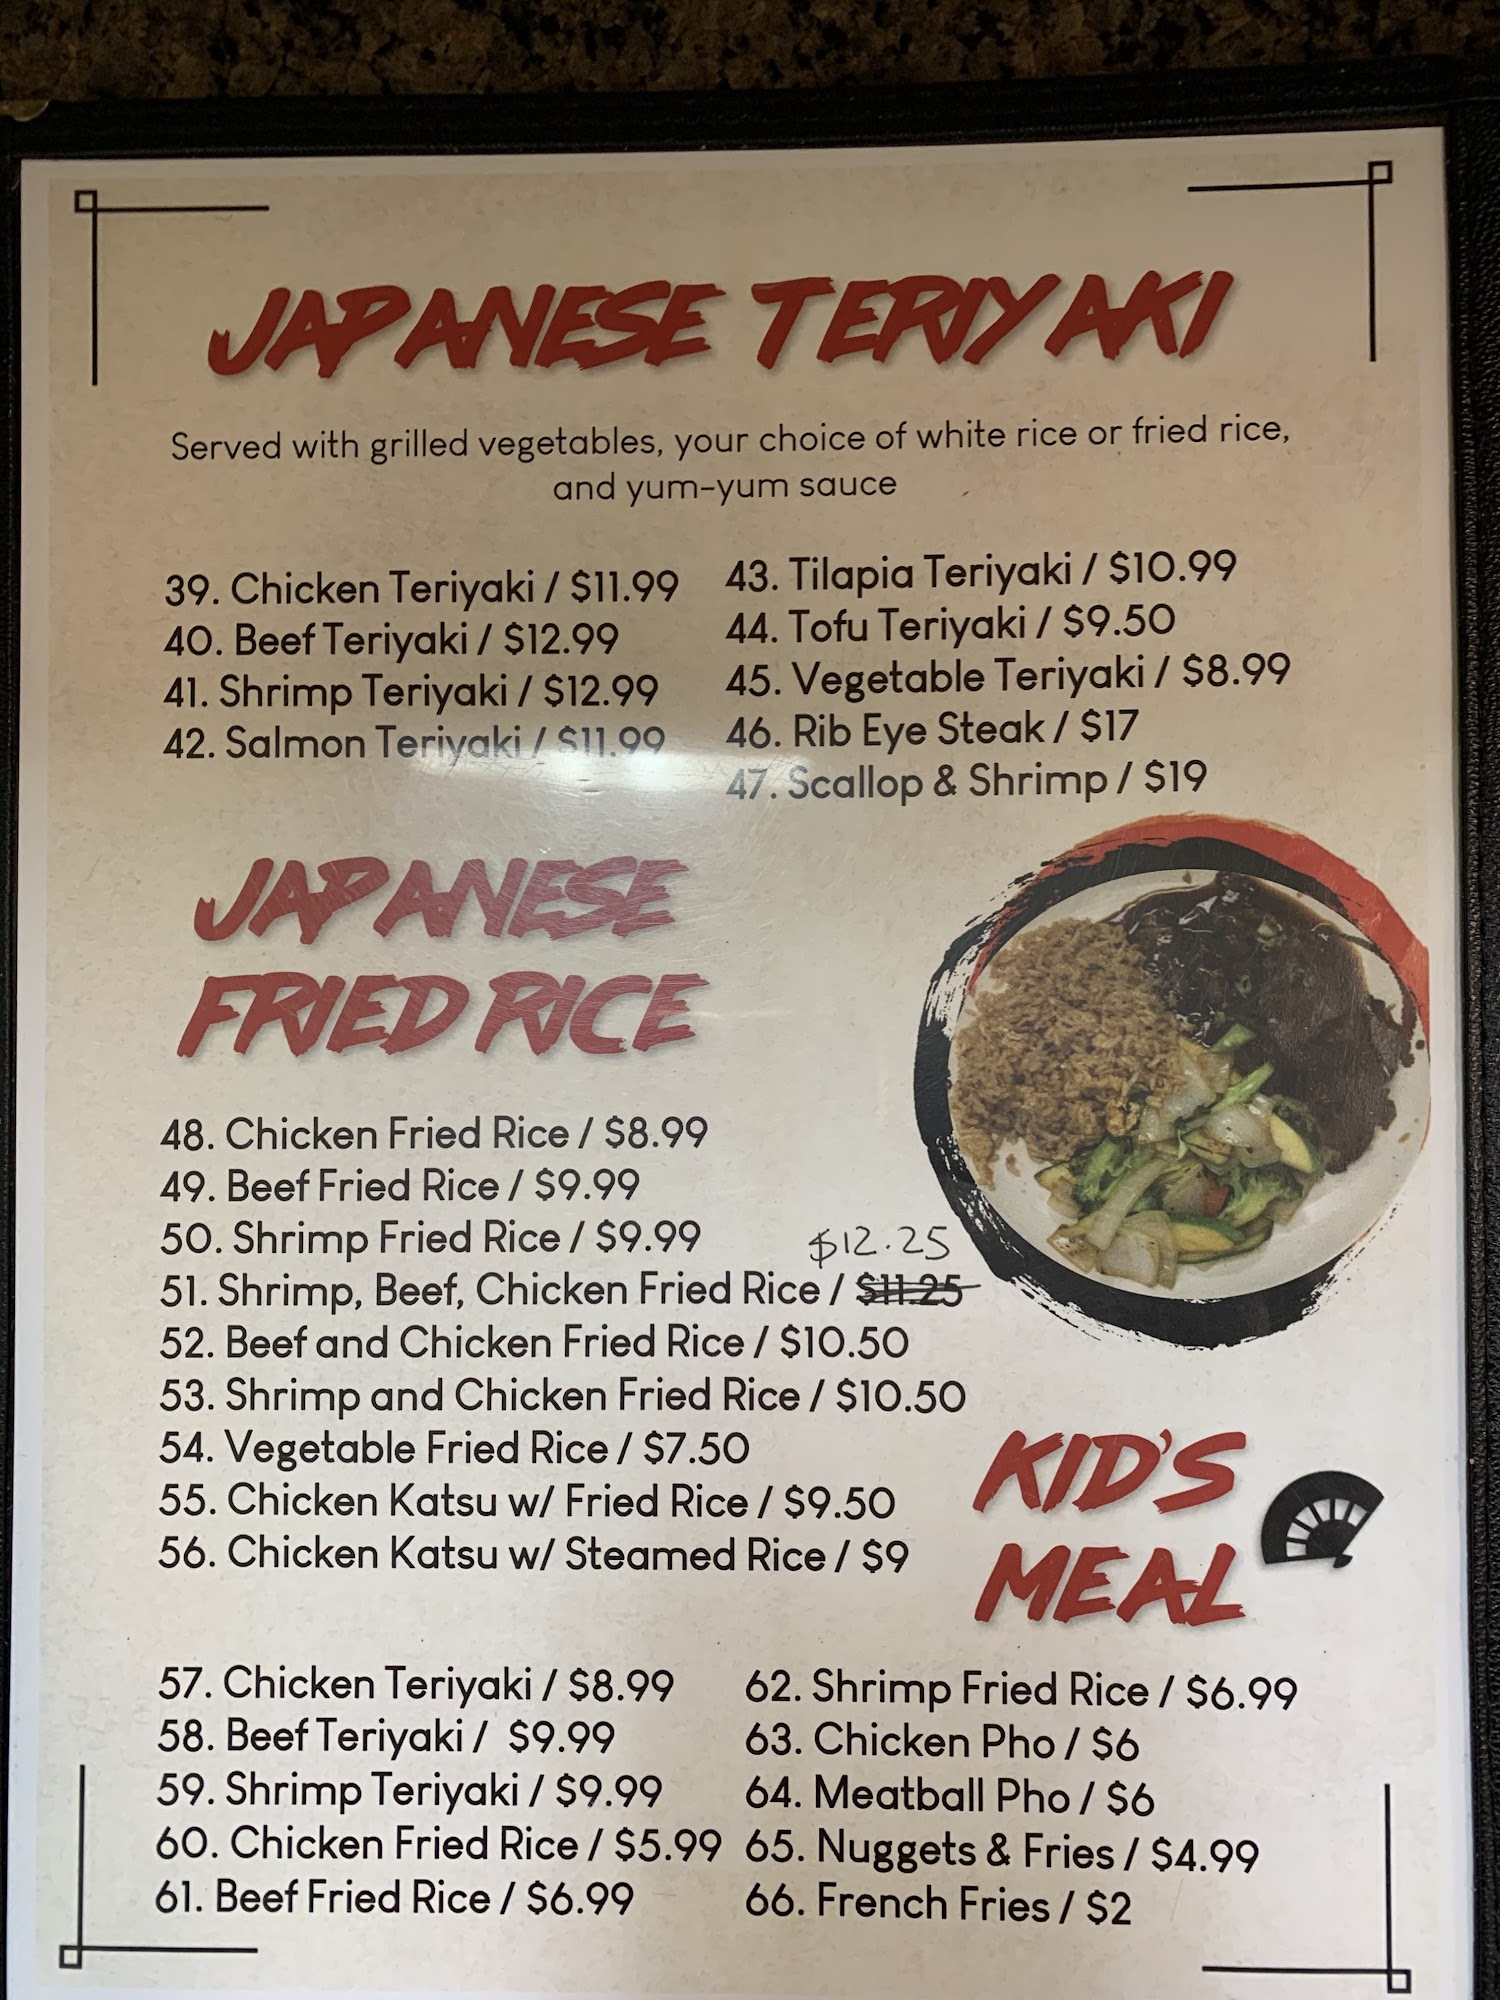 JAPANESE TERIYAKI
Served with grilled vegetables, your choice of white rice or fried rice,
and yum-yum sauce
39. Chicken Teriyaki / $11.99
40. Beef Teriyaki / $12.99
41. Shrimp Teriyaki / $12.99
42. Salmon Teriyaki / $11.99
43. Tilapia Teriyaki / $10.99
44. Tofu Teriyaki / $9.50
45. Vegetable Teriyaki / $8.99
46. Rib Eye Steak / $17
47. Scallop & Shrimp / $19
JAPANESE
FRIED RICE
48. Chicken Fried Rice / $8.99
49. Beef Fried Rice / $9.99
50. Shrimp Fried Rice / $9.99
$12.25
51. Shrimp, Beef, Chicken Fried Rice / $11.25
52. Beef and Chicken Fried Rice / $10.50
53. Shrimp and Chicken Fried Rice / $10.50
54. Vegetable Fried Rice / $7.50
55. Chicken Katsu w/ Fried Rice / $9.50
56. Chicken Katsu w/ Steamed Rice / $9
KID'S
MEAL
57. Chicken Teriyaki / $8.99
58. Beef Teriyaki / $9.99
59. Shrimp Teriyaki / $9.99
60. Chicken Fried Rice / $5.99
61. Beef Fried Rice / $6.99
62. Shrimp Fried Rice / $6.99
63. Chicken Pho / $6
64. Meatball Pho / $6
65. Nuggets & Fries / $4.99
66. French Fries / $2